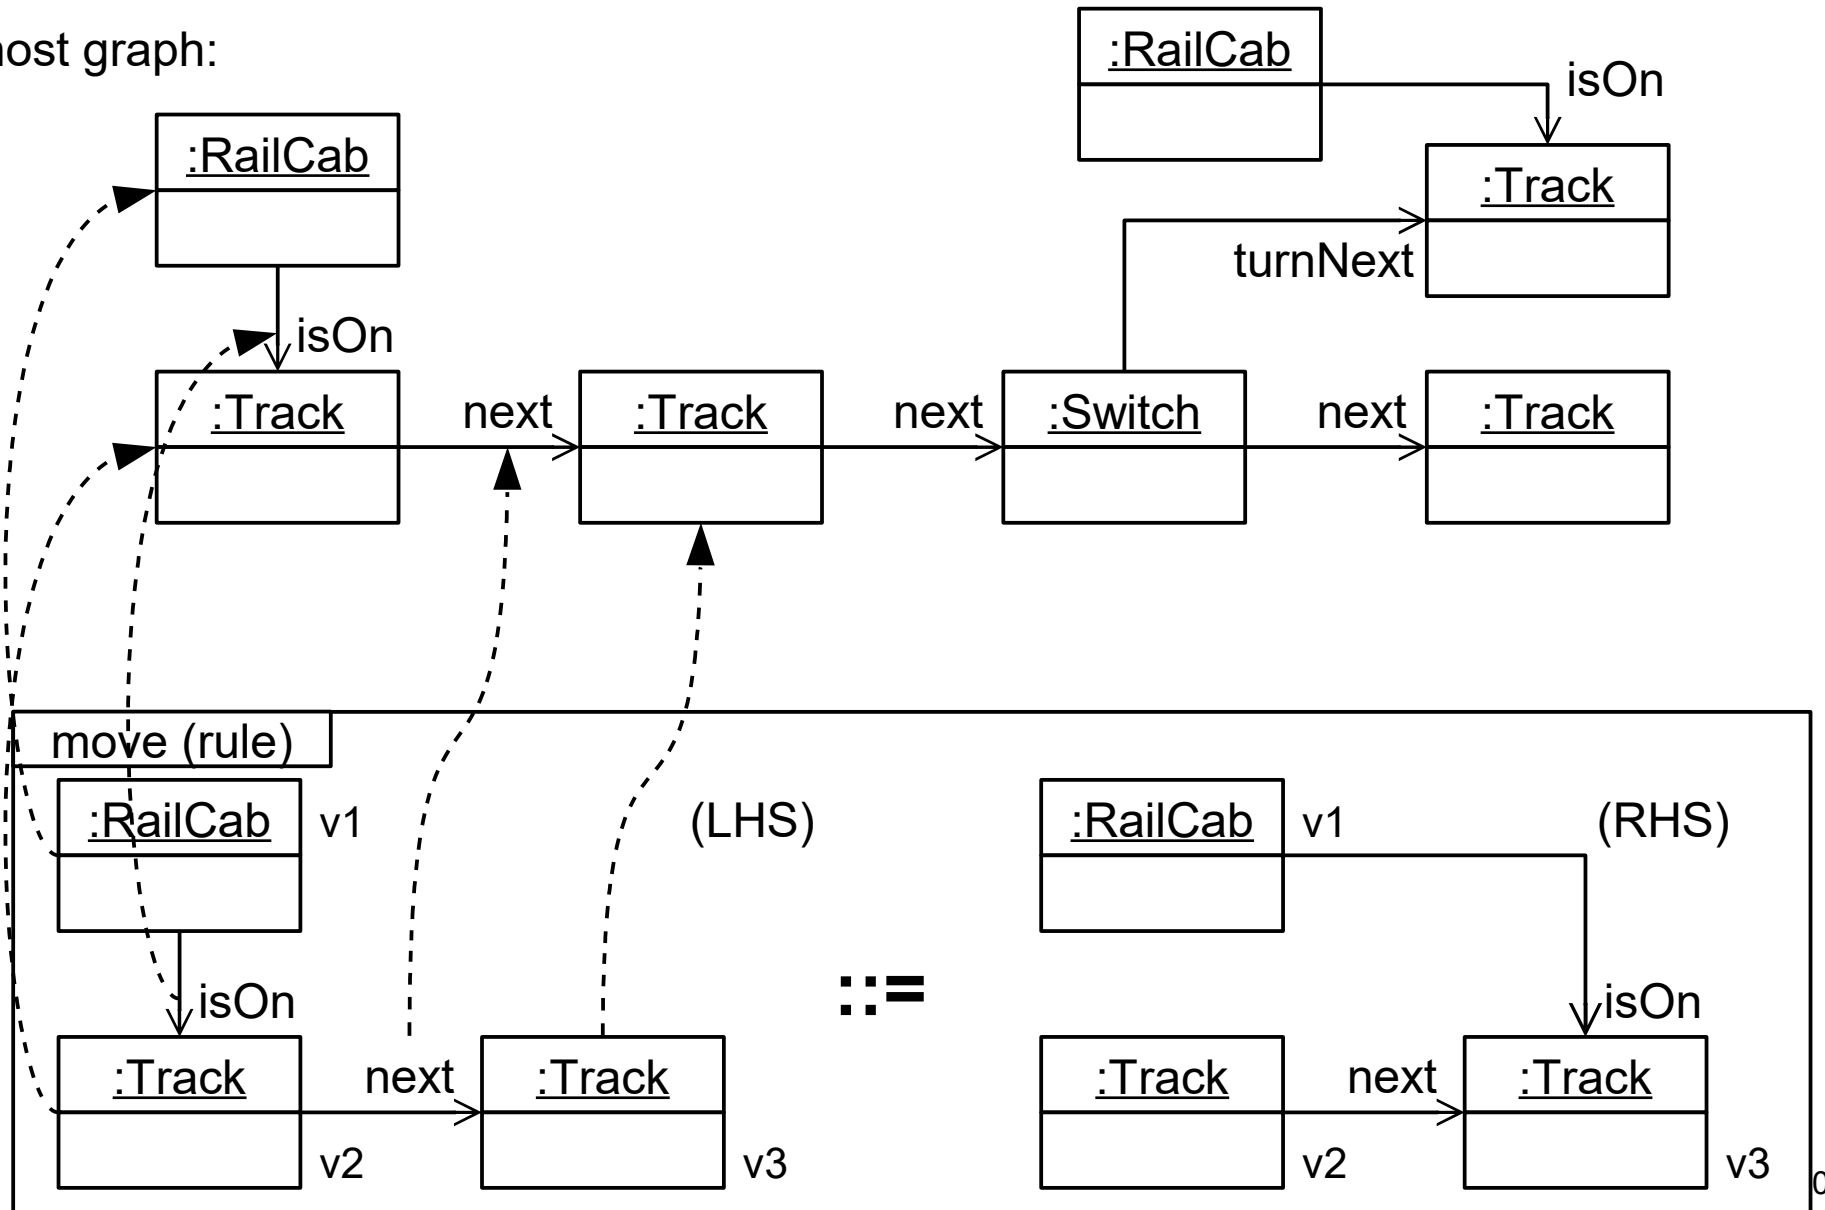 :RailCab
host graph:
isOn
:RailCab
:Track
turnNext
isOn
:Track
next
:Track
next
:Switch
next
:Track
move (rule)
:RailCab
v1
(LHS)
:RailCab
v1
(RHS)
::=
isOn
isOn
:Track
next
:Track
:Track
next
:Track
v2
v3
v2
v3